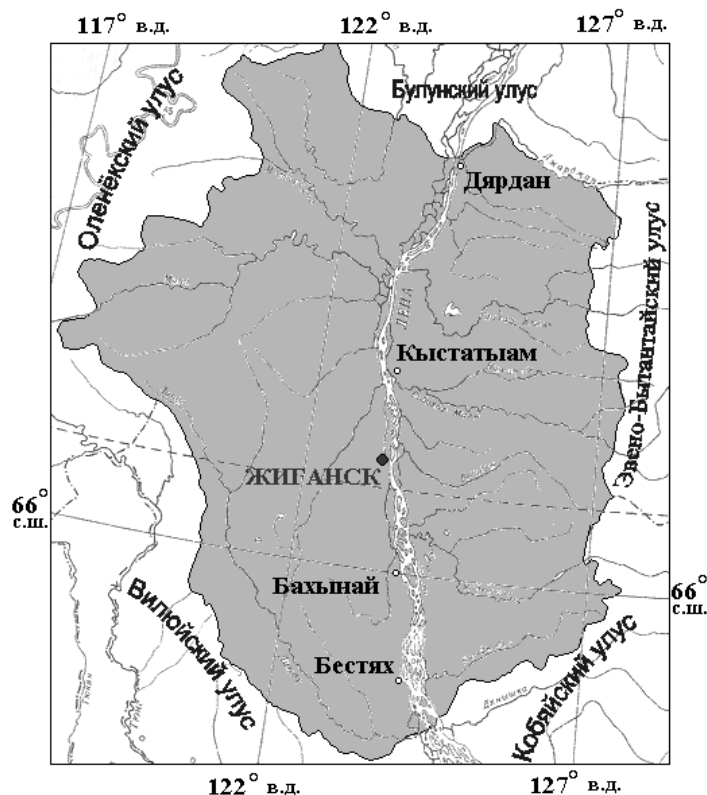 117° в.д.
122° в.д.
127° в.д.
Булунский улус
Оленёкский улус
Дярдан
Эвено-Бытантайский улус
ЛЕНА
Кыстатыам
ЖИГАНСК
66°
с.ш.
Бахынай
66°
с.ш.
Вилюйский улус
Бестях
Кобяйский улус
122° в.д.
127° в.д.